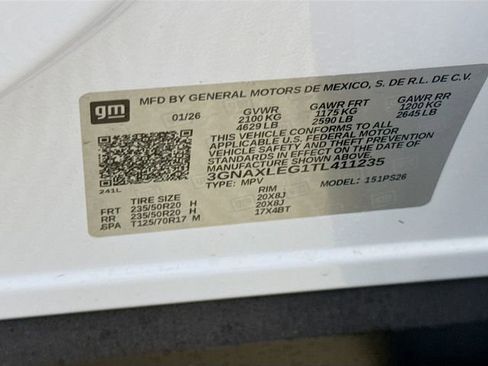 gm
MFD BY GENERAL MOTORS DE MEXICO, S. DE R.L. DE C.V.
01/26 GVWR GAWR FRT GAWR RR
2100 KG 1175 KG 1200 KG
4629 LB 2590 LB 2645 LB
THIS VEHICLE CONFORMS TO ALL
APPLICABLE U.S. FEDERAL MOTOR
VEHICLE SAFETY AND THEFT
PREVENTION STANDARDS IN EFFECT ON
THE DATE OF MANUFACTURE SHOWN ABOVE.
3GNAXLEG1TL411235
TYPE: MPV MODEL: 151PS26
241L
TIRE SIZE RIM
FRT 235/50R20 H 20X8J
RR 235/50R20 H 20X8J
SPA T125/70R17 M 17X4BT